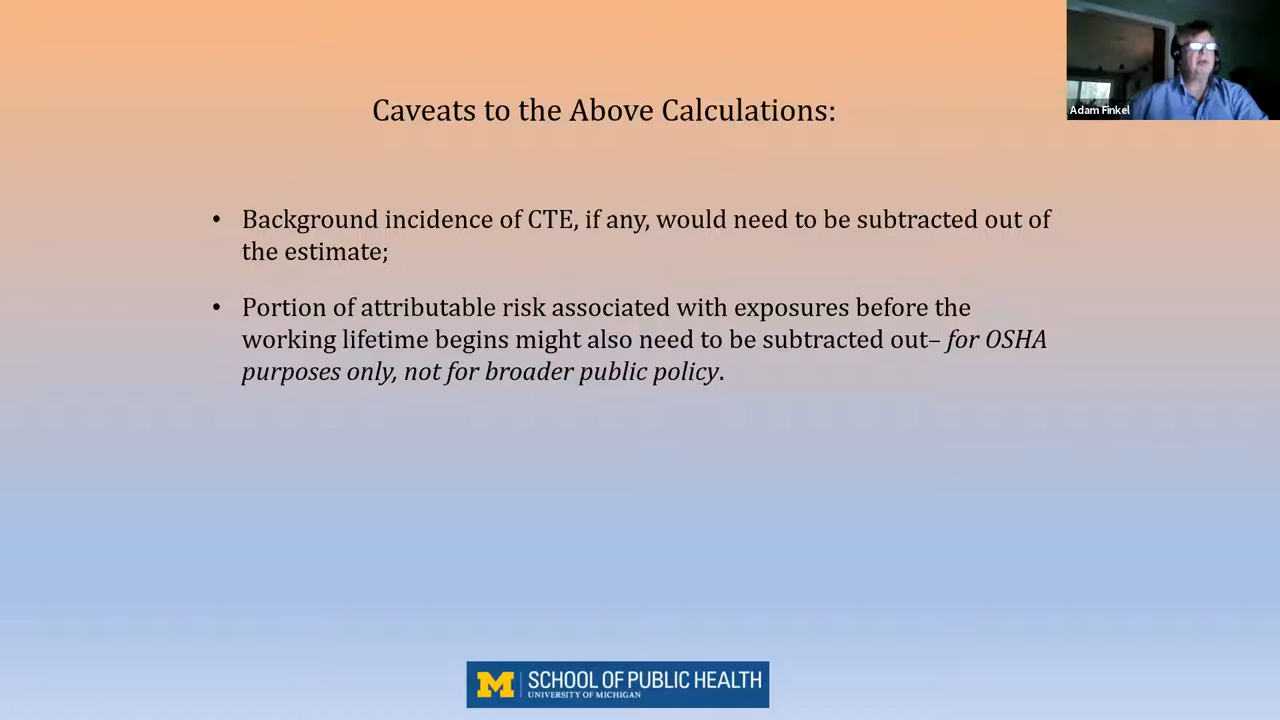 Adam Finkel
Caveats to the Above Calculations:
• Background incidence of CTE, if any, would need to be subtracted out of
the estimate;
• Portion of attributable risk associated with exposures before the
working lifetime begins might also need to be subtracted out– for OSHA
purposes only, not for broader public policy.
M SCHOOL OF PUBLIC HEALTH
UNIVERSITY OF MICHIGAN